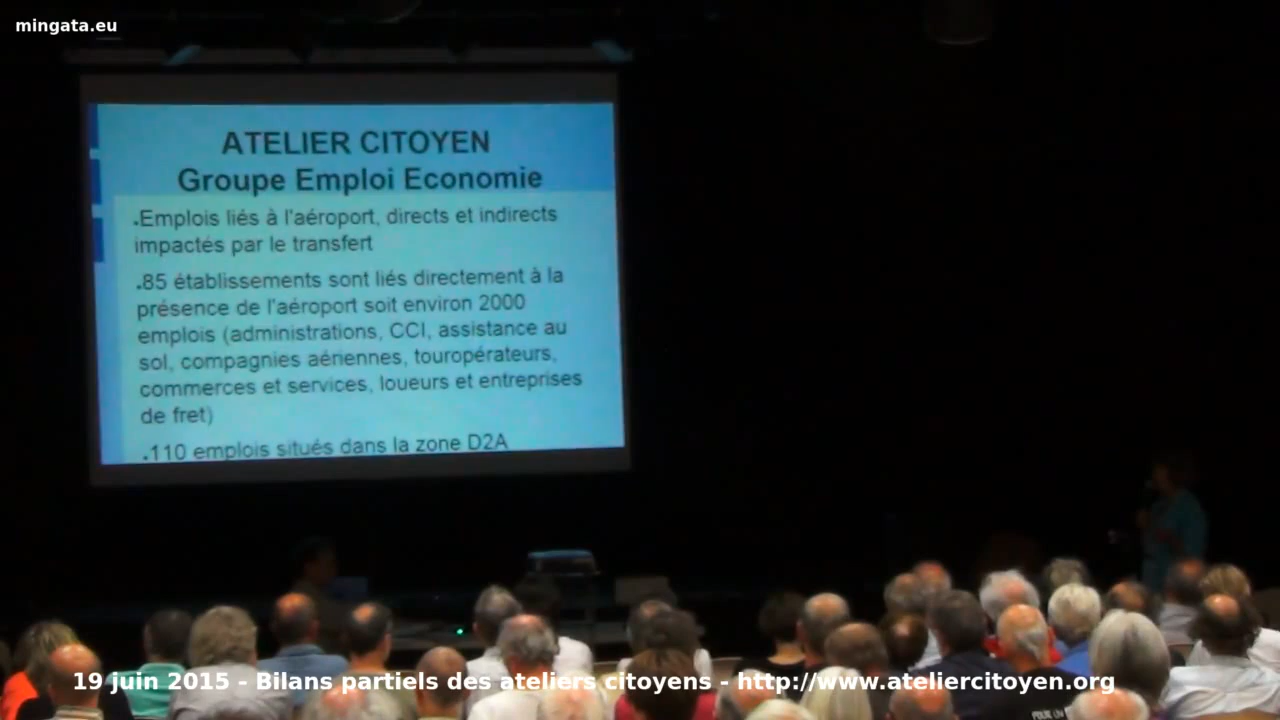 mingata.eu
ATELIER CITOYEN
Groupe Emploi Economie
.Emplois liés à l'aéroport, directs et indirects
impactés par le transfert
.85 établissements sont liés directement à la
présence de l'aéroport soit environ 2000
emplois (administrations, CCI, assistance au
sol, compagnies aériennes, touropérateurs,
commerces et services, loueurs et entreprises
de fret)
.110 emplois situés dans la zone D2A
19 juin 2015 - Bilans partiels des ateliers citoyens - http://www.ateliercitoyen.org